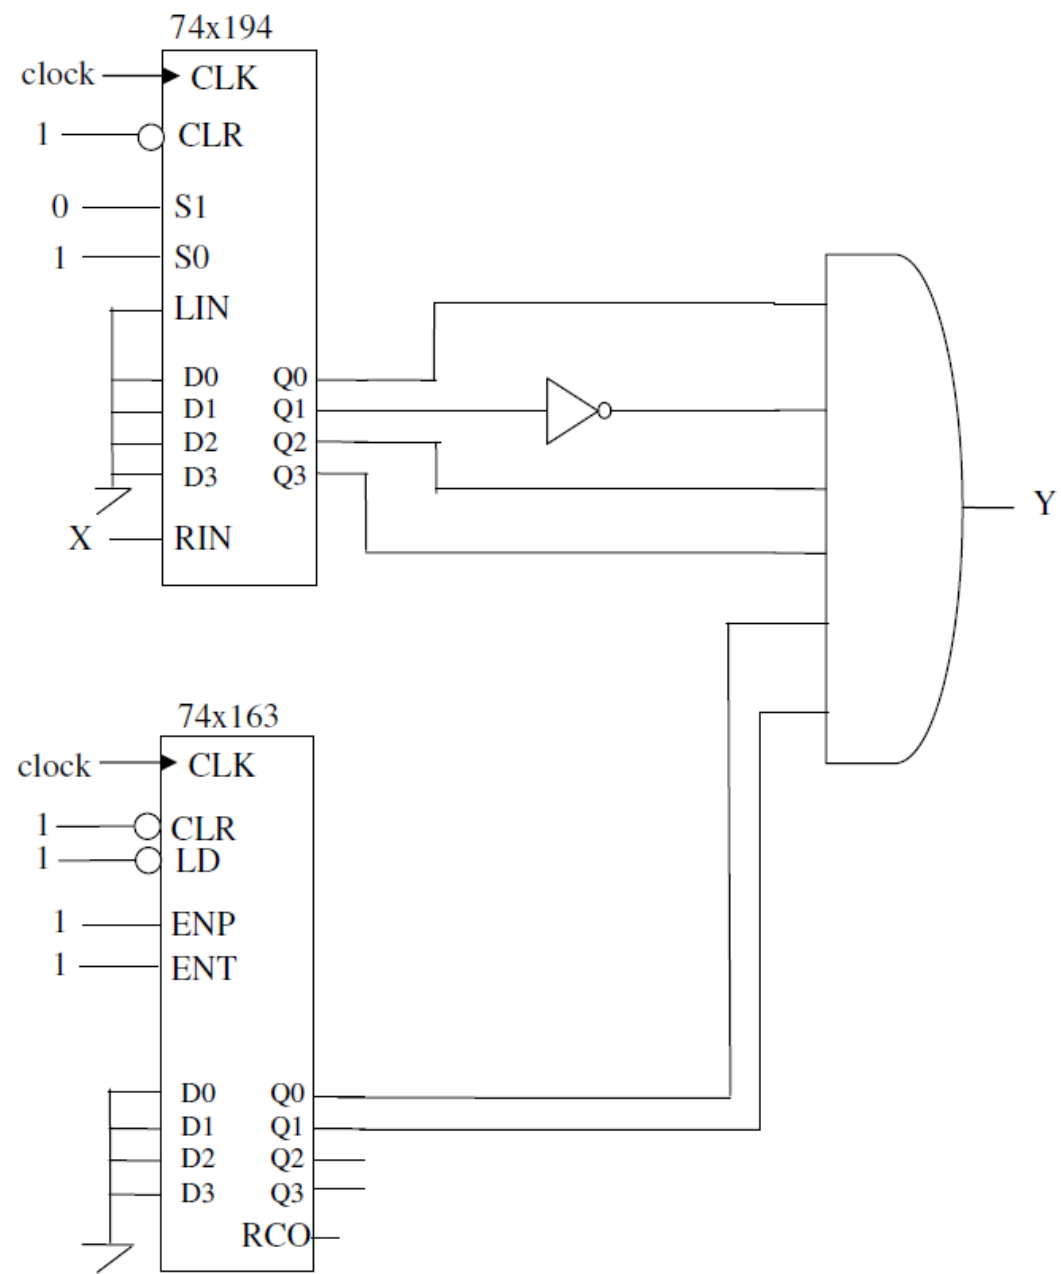 74x194
clock CLK
1 CLR
0 S1
1 S0
LIN
D0 Q0
D1 Q1
D2 Q2
D3 Q3
X RIN
Y
74x163
clock CLK
1 CLR
1 LD
1 ENP
1 ENT
D0 Q0
D1 Q1
D2 Q2
D3 Q3
RCO